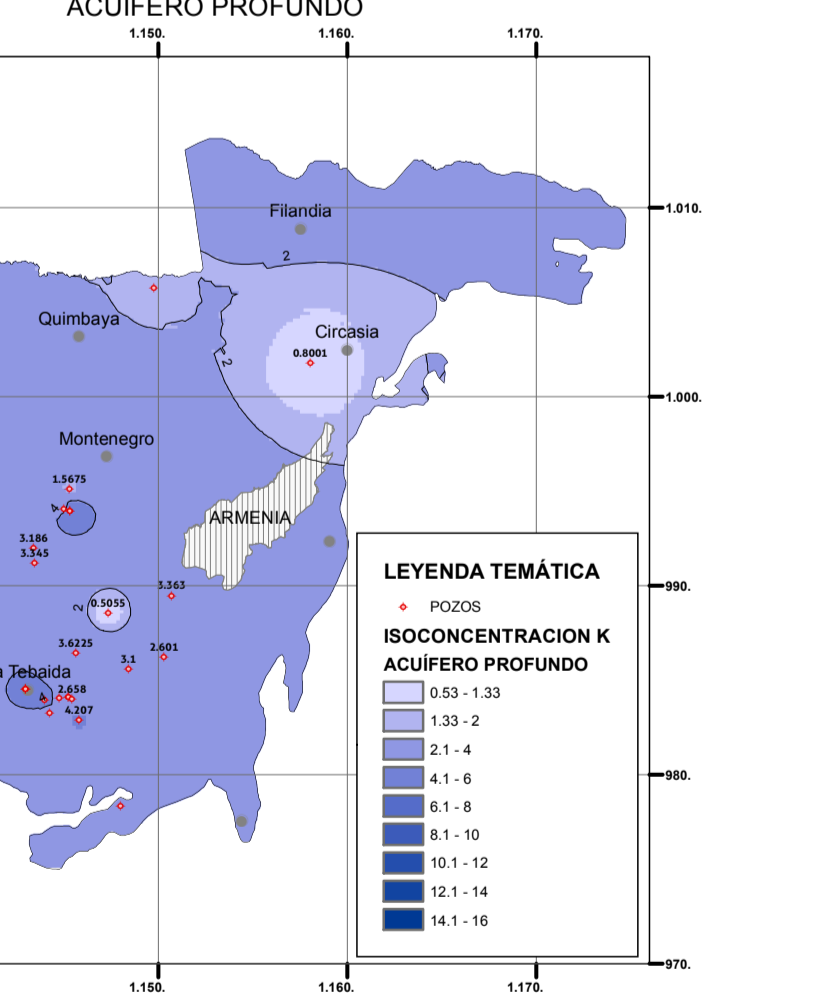 ACUÍFERO PROFUNDO
1.150.
1.160.
1.170.
Filandia
1.010.
2
Quimbaya
Circasia
0.8001
2
1.000.
Montenegro
1.5675
4
ARMENIA
3.186
3.345
LEYENDA TEMÁTICA
3.363
990.
2
0.5055
POZOS
ISOCONCENTRACION K
ACUÍFERO PROFUNDO
3.6225
2.601
3.1
a Tebaida
4
2.658
4.207
0.53 - 1.33
1.33 - 2
2.1 - 4
4.1 - 6
6.1 - 8
8.1 - 10
10.1 - 12
12.1 - 14
14.1 - 16
980.
970.
1.150.
1.160.
1.170.